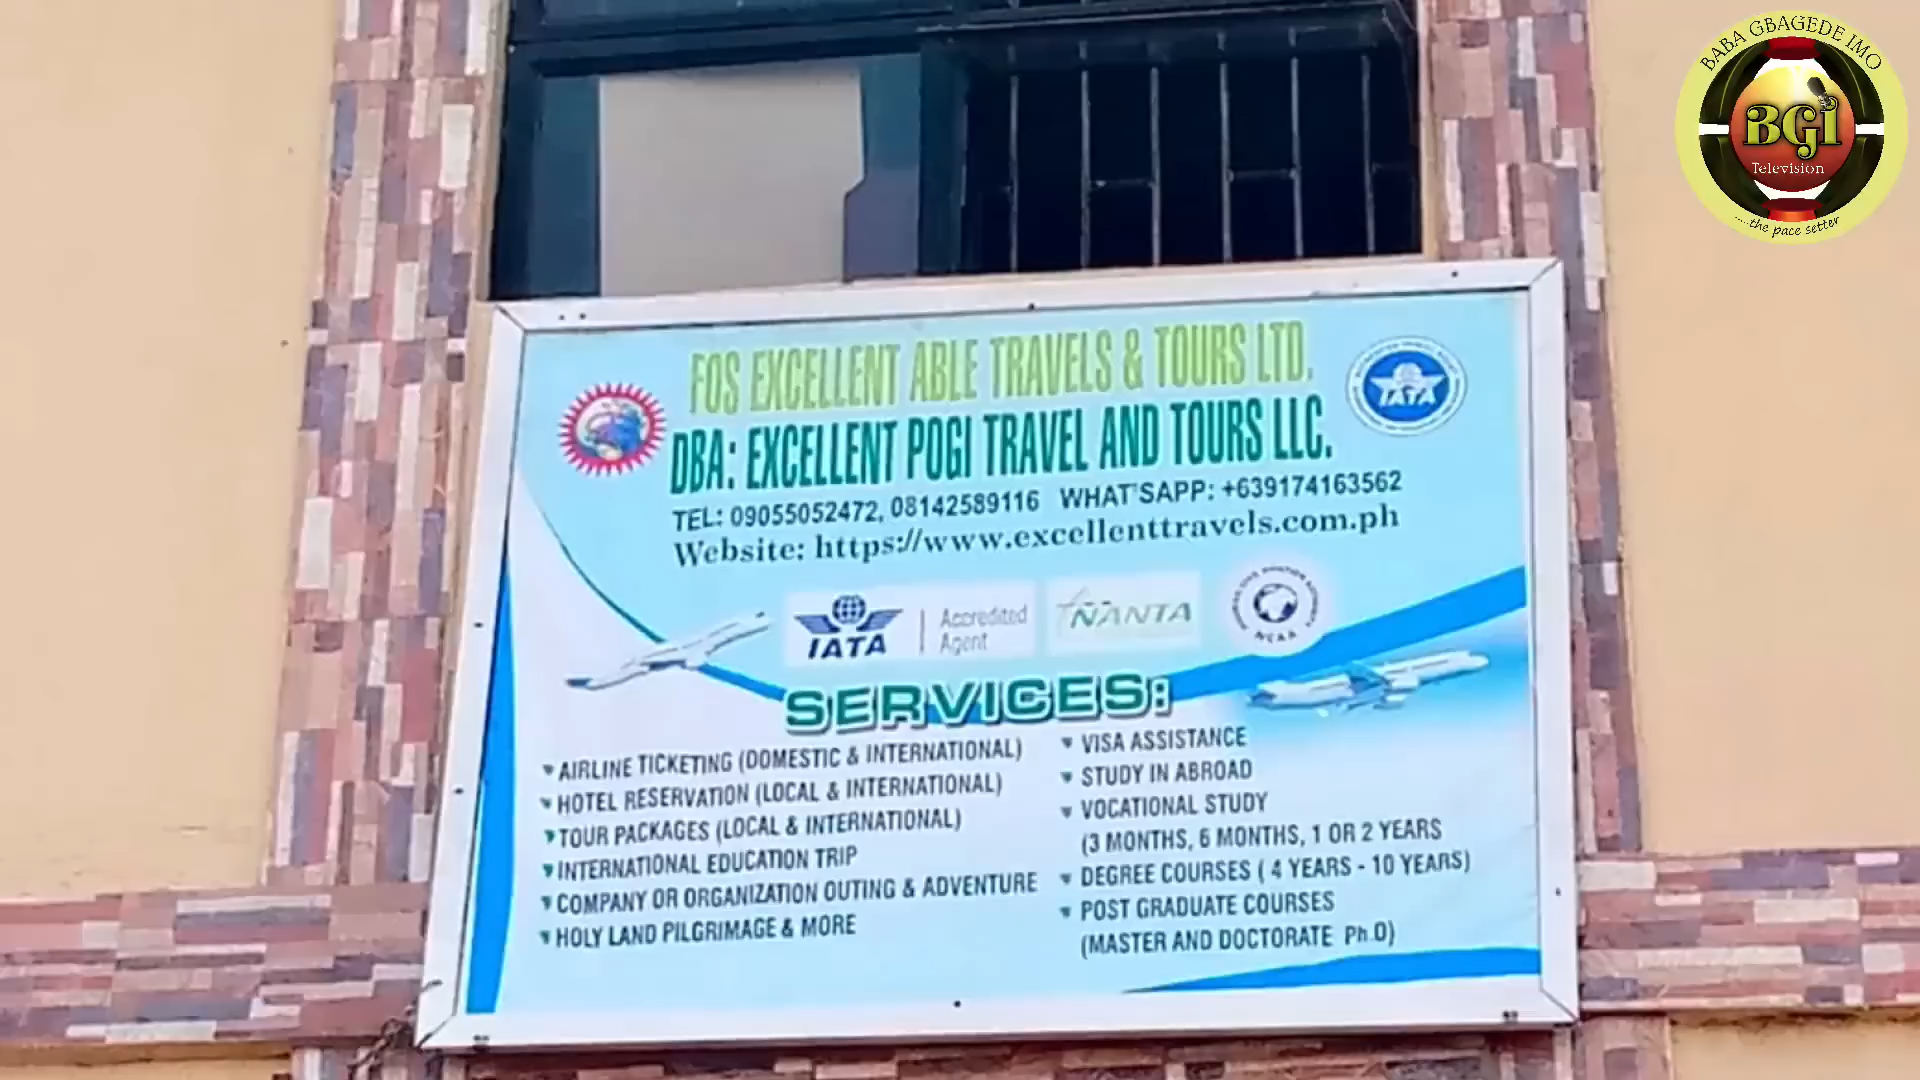 BABA GBAGEDE IMO
BGI
Television
.....the pace setter
FOS EXCELLENT ABLE TRAVELS & TOURS LTD.
IATA
DBA: EXCELLENT POGI TRAVEL AND TOURS LLC.
TEL: 09055052472, 08142589116 WHAT'SAPP: +639174163562
Website: https://www.excellenttravels.com.ph
IATA
Accredited
Agent
NANTA
NCAA
SERVICES:
AIRLINE TICKETING (DOMESTIC & INTERNATIONAL)
HOTEL RESERVATION (LOCAL & INTERNATIONAL)
TOUR PACKAGES (LOCAL & INTERNATIONAL)
INTERNATIONAL EDUCATION TRIP
COMPANY OR ORGANIZATION OUTING & ADVENTURE
HOLY LAND PILGRIMAGE & MORE
VISA ASSISTANCE
STUDY IN ABROAD
VOCATIONAL STUDY
(3 MONTHS, 6 MONTHS, 1 OR 2 YEARS
DEGREE COURSES ( 4 YEARS - 10 YEARS)
POST GRADUATE COURSES
(MASTER AND DOCTORATE Ph.D)